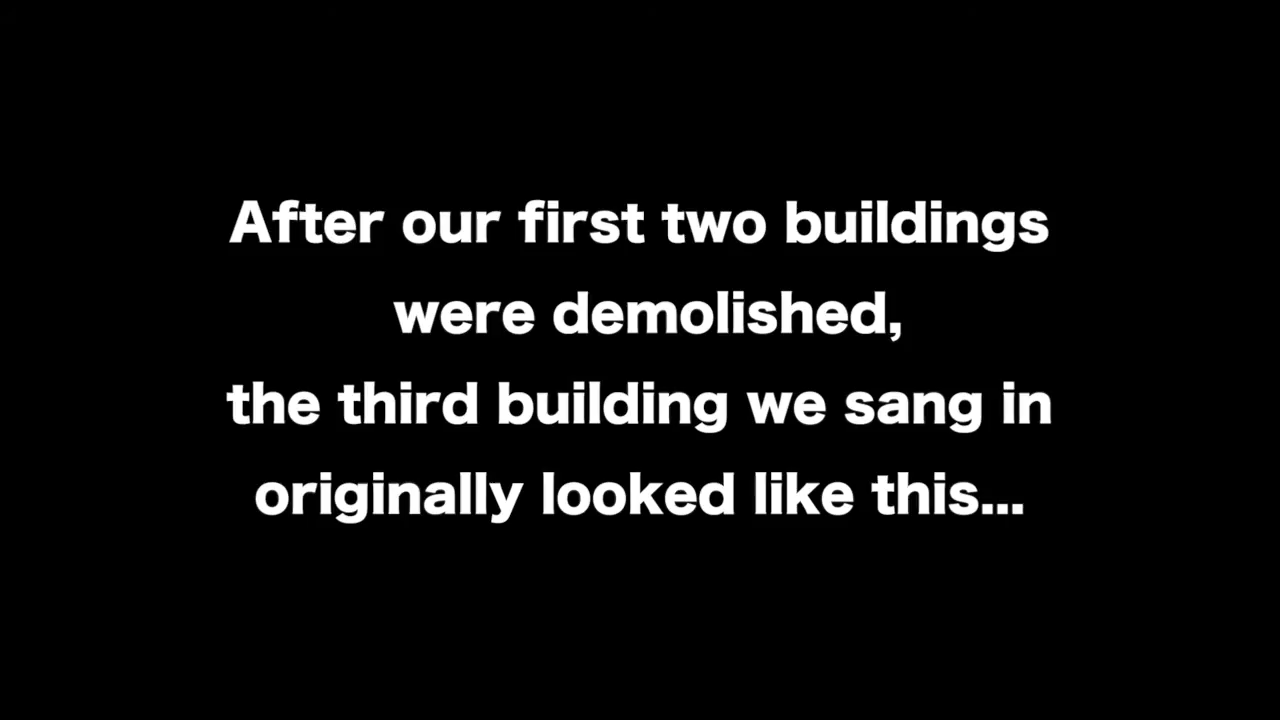 After our first two buildings
were demolished,
the third building we sang in
originally looked like this...